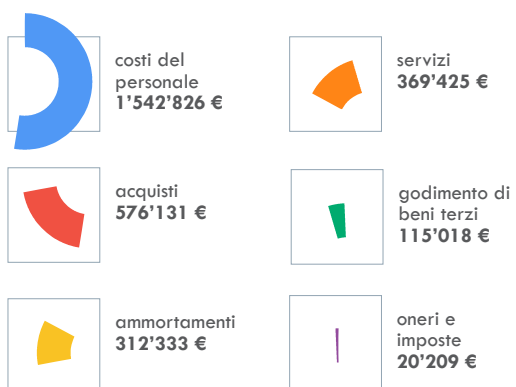 costi del
personale
1’542’826 €
servizi
369’425 €
acquisti
576’131 €
godimento di
beni terzi
115’018 €
ammortamenti
312’333 €
oneri e
imposte
20’209 €